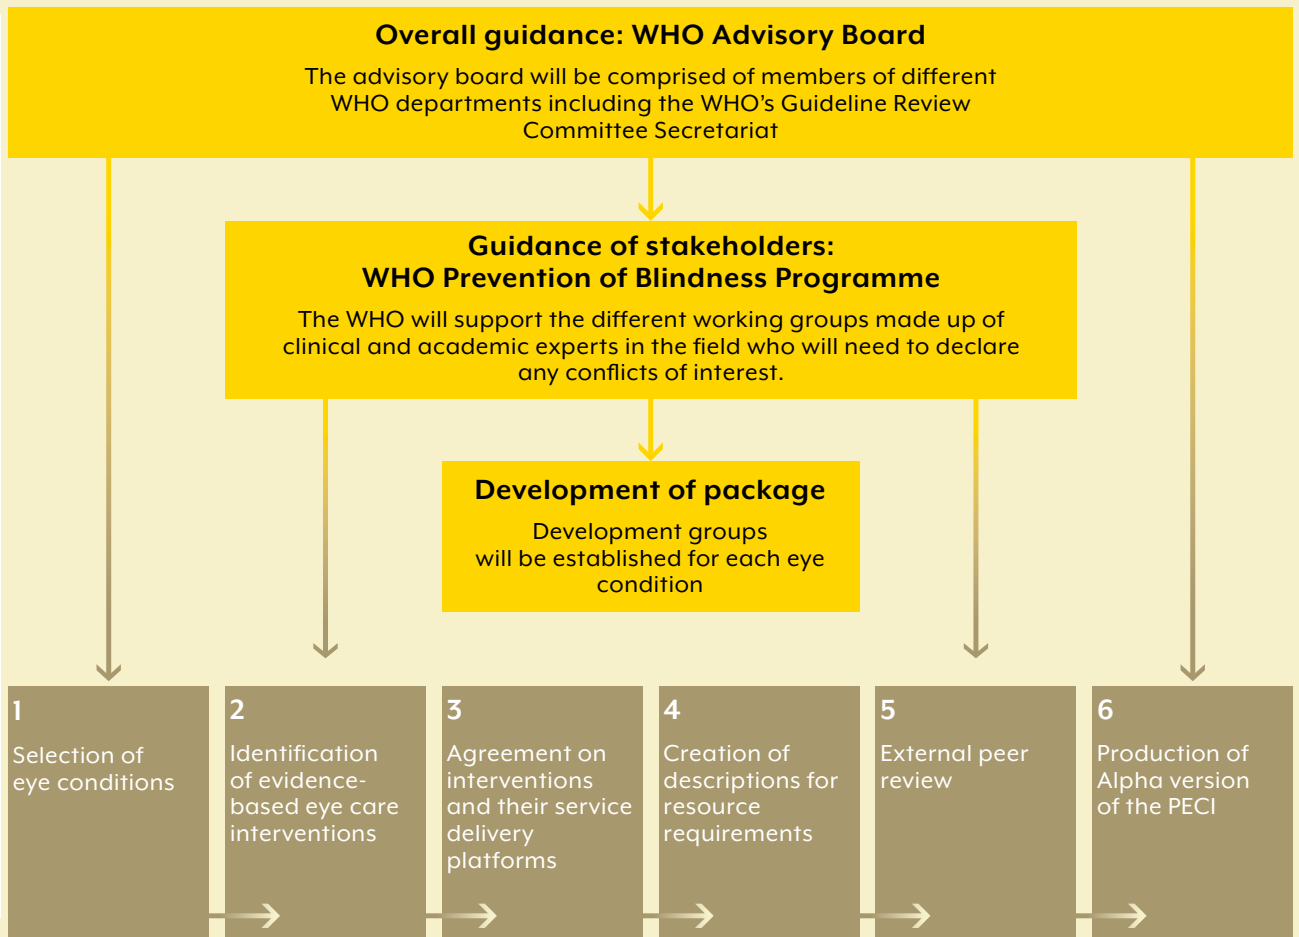 Overall guidance: WHO Advisory Board
The advisory board will be comprised of members of different
WHO departments including the WHO’s Guideline Review
Committee Secretariat
Guidance of stakeholders:
WHO Prevention of Blindness Programme
The WHO will support the different working groups made up of
clinical and academic experts in the field who will need to declare
any conflicts of interest.
Development of package
Development groups
will be established for each eye
condition
1
Selection of
eye conditions
2
Identification
of evidence-
based eye care
interventions
3
Agreement on
interventions
and their service
delivery
platforms
4
Creation of
descriptions for
resource
requirements
5
External peer
review
6
Production of
Alpha version
of the PECI